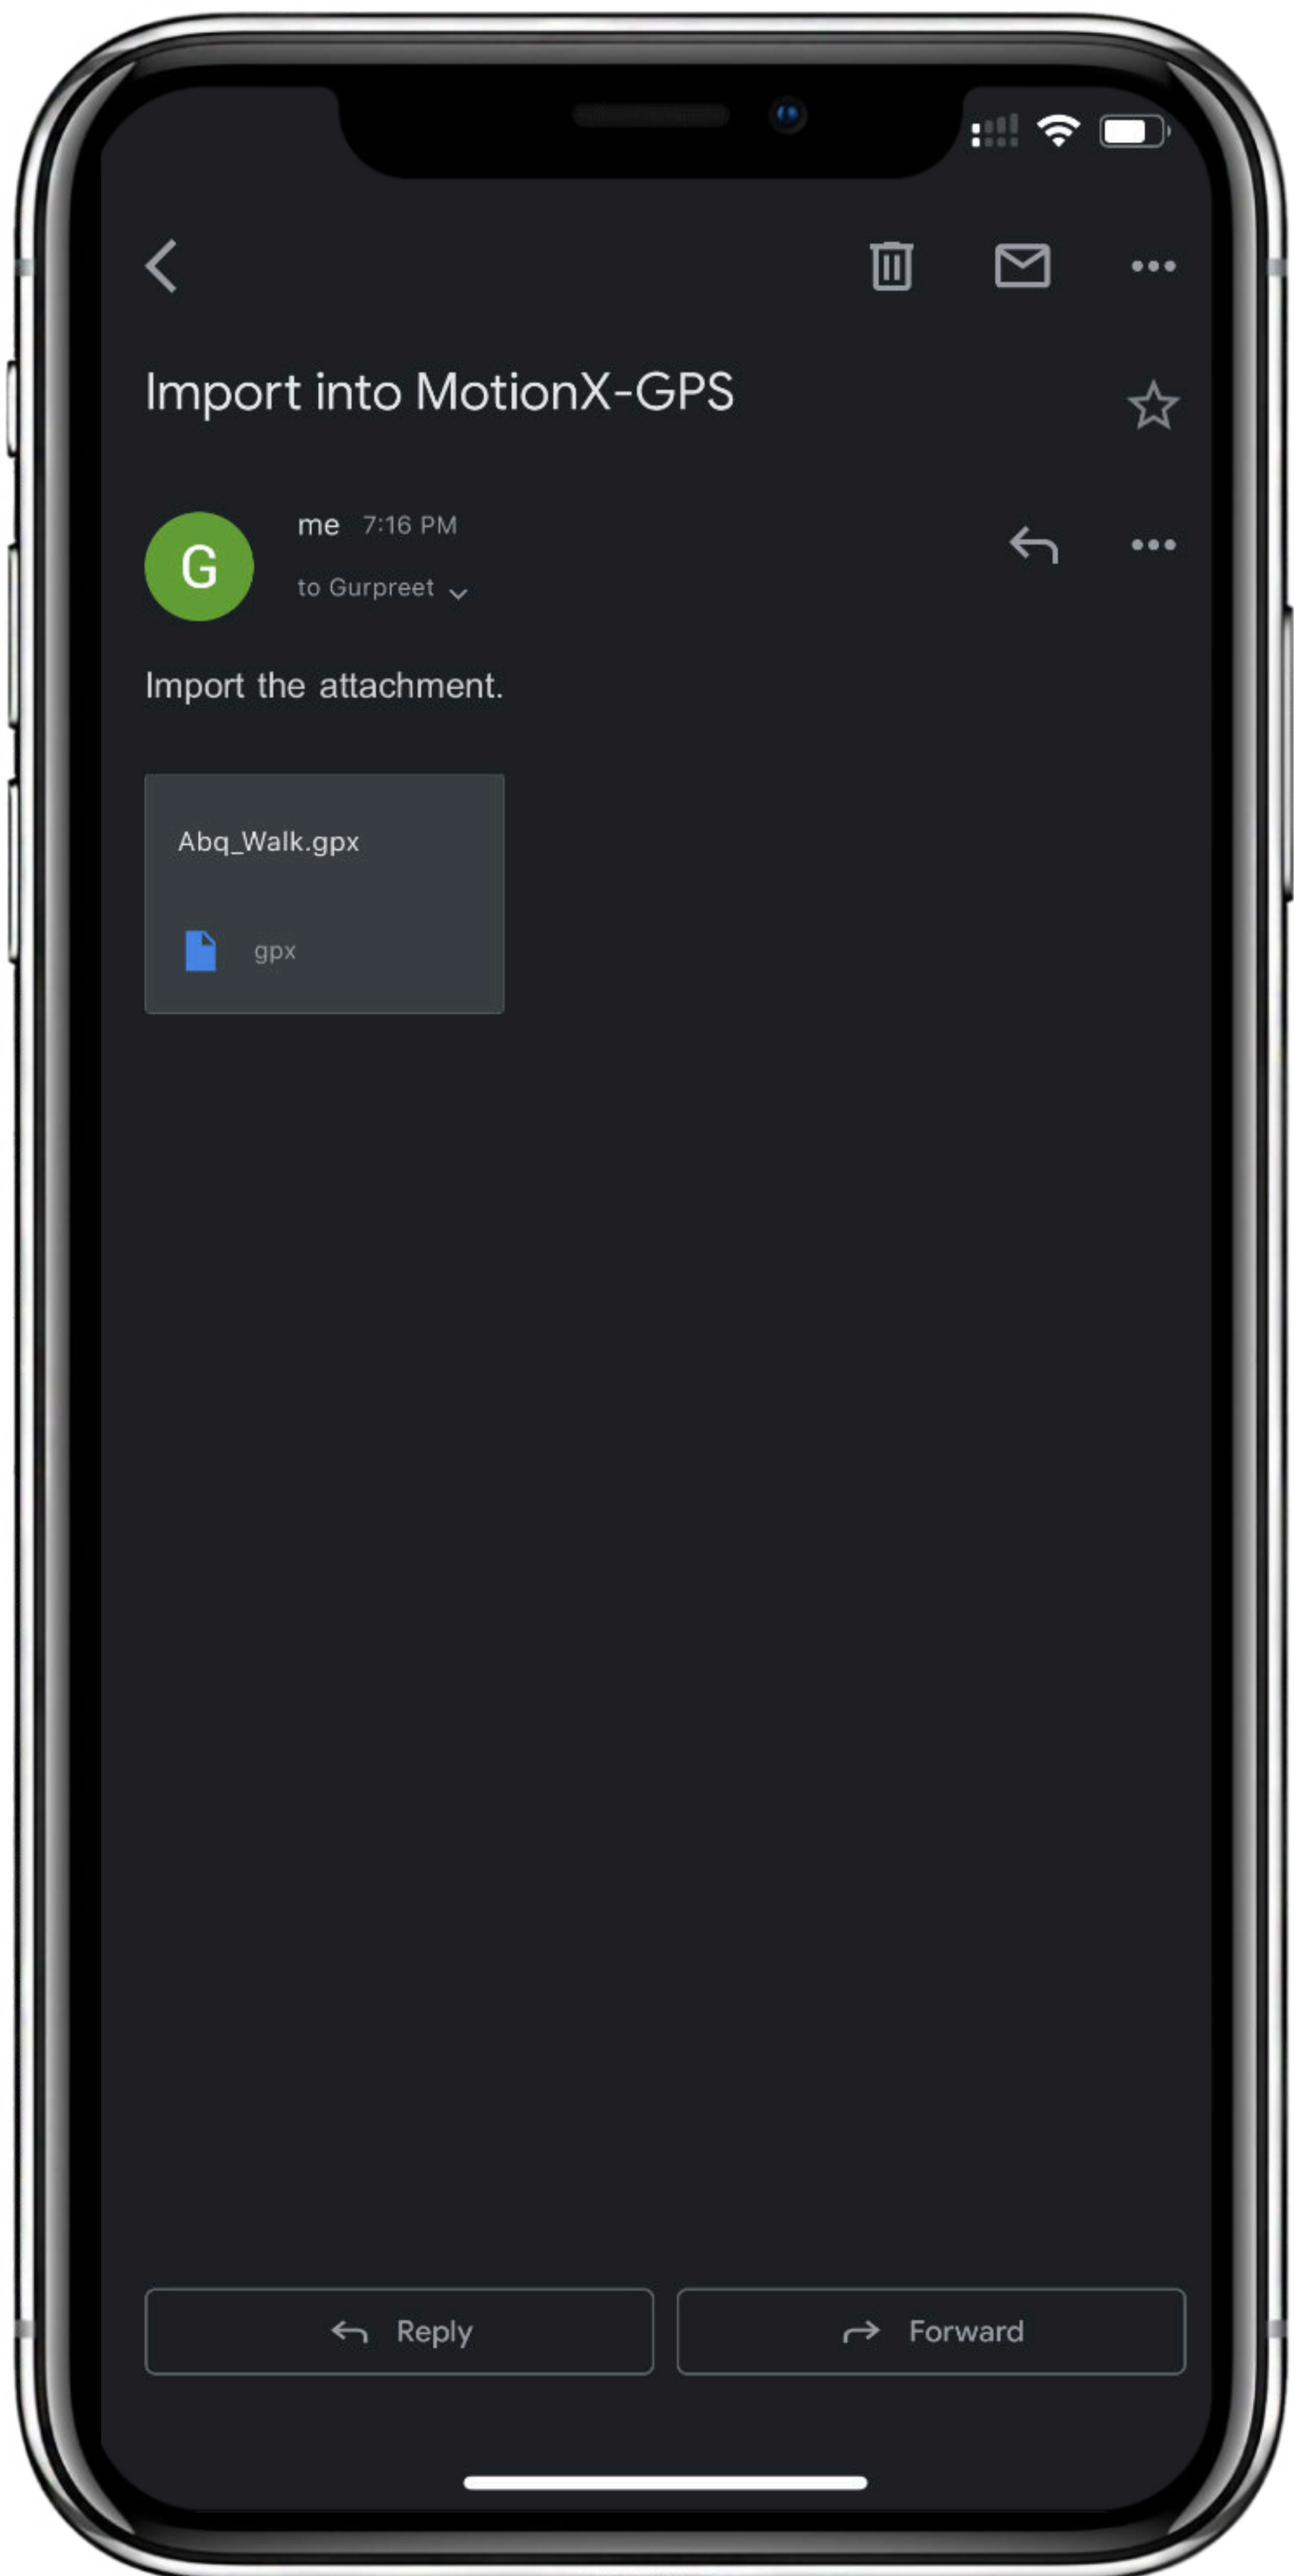 Import into MotionX-GPS
G
me 7:16 PM
to Gurpreet
Import the attachment.
Abq_Walk.gpx
gpx
Reply
Forward